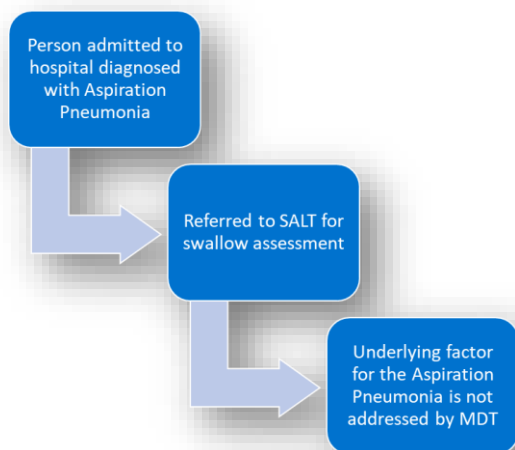 Person admitted to
hospital diagnosed
with Aspiration
Pneumonia
Referred to SALT for
swallow assessment
Underlying factor
for the Aspiration
Pneumonia is not
addressed by MDT